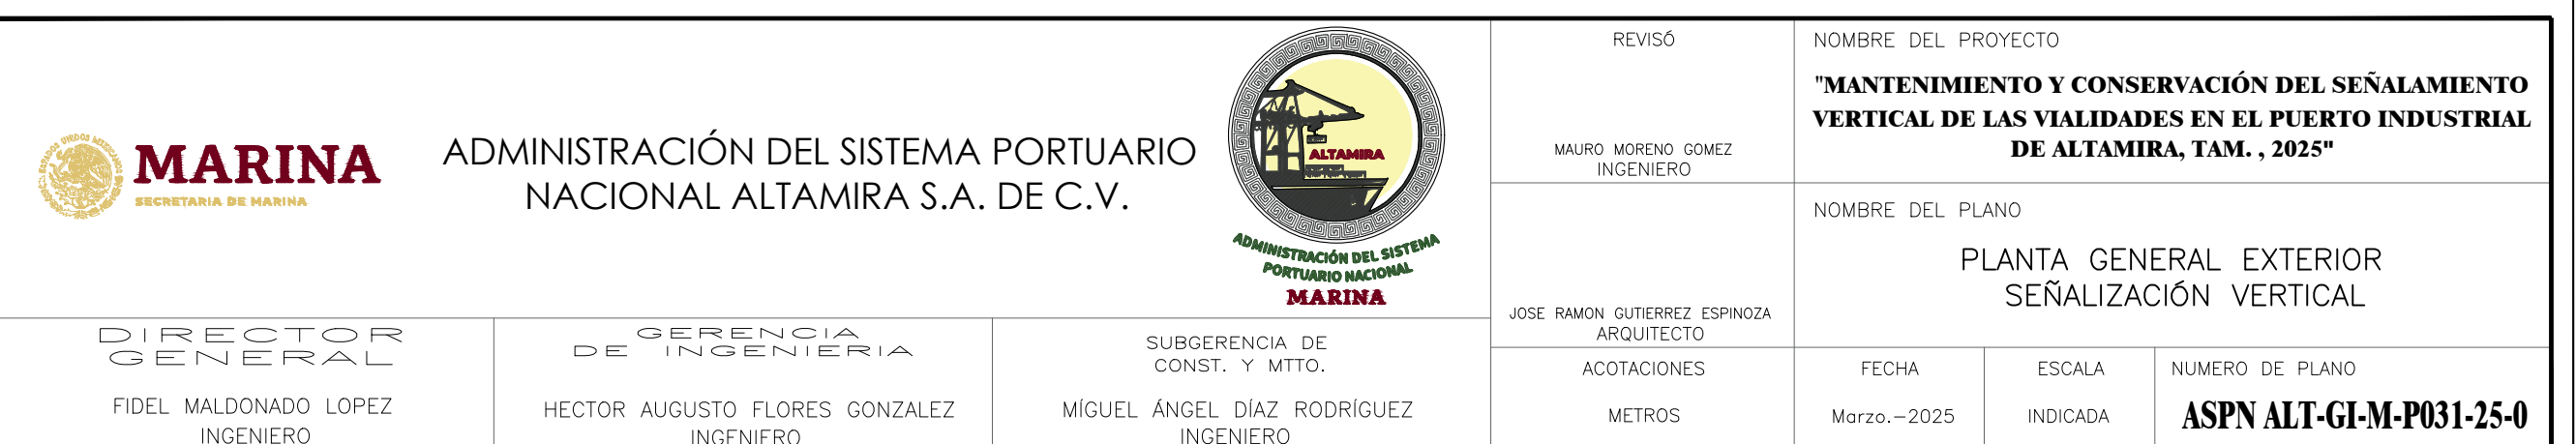 ESTADOS UNIDOS MEXICANOS
MARINA
SECRETARIA DE MARINA
ADMINISTRACIÓN DEL SISTEMA PORTUARIO
NACIONAL ALTAMIRA S.A. DE C.V.
ALTAMIRA
ADMINISTRACIÓN DEL SISTEMA
PORTUARIO NACIONAL
MARINA
REVISÓ
MAURO MORENO GOMEZ
INGENIERO
JOSE RAMON GUTIERREZ ESPINOZA
ARQUITECTO
NOMBRE DEL PROYECTO
"MANTENIMIENTO Y CONSERVACIÓN DEL SEÑALAMIENTO
VERTICAL DE LAS VIALIDADES EN EL PUERTO INDUSTRIAL
DE ALTAMIRA, TAM. , 2025"
NOMBRE DEL PLANO
PLANTA GENERAL EXTERIOR
SEÑALIZACIÓN VERTICAL
DIRECTOR
GENERAL
FIDEL MALDONADO LOPEZ
INGENIERO
GERENCIA
DE INGENIERIA
HECTOR AUGUSTO FLORES GONZALEZ
INGENIERO
SUBGERENCIA DE
CONST. Y MTTO.
MÍGUEL ÁNGEL DÍAZ RODRÍGUEZ
INGENIERO
ACOTACIONES
METROS
FECHA
Marzo.-2025
ESCALA
INDICADA
NUMERO DE PLANO
ASPN ALT-GI-M-P031-25-0